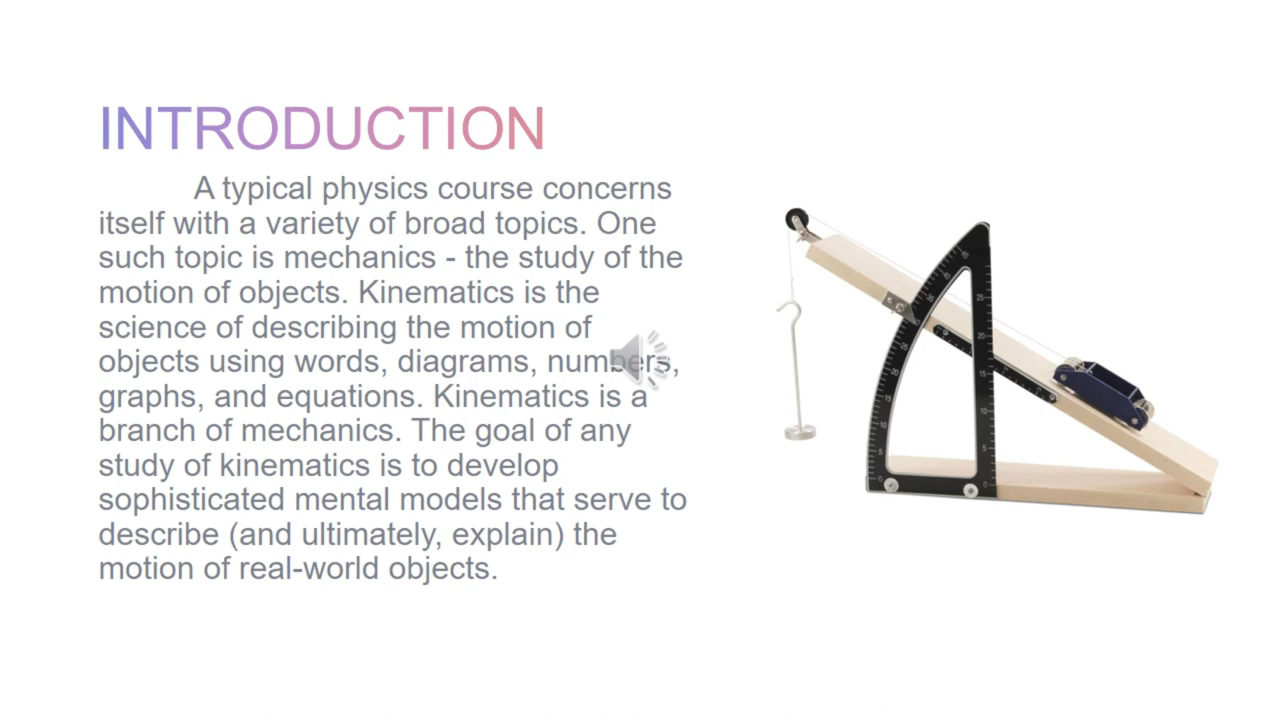 INTRODUCTION
A typical physics course concerns
itself with a variety of broad topics. One
such topic is mechanics - the study of the
motion of objects. Kinematics is the
science of describing the motion of
objects using words, diagrams, numbers,
graphs, and equations. Kinematics is a
branch of mechanics. The goal of any
study of kinematics is to develop
sophisticated mental models that serve to
describe (and ultimately, explain) the
motion of real-world objects.